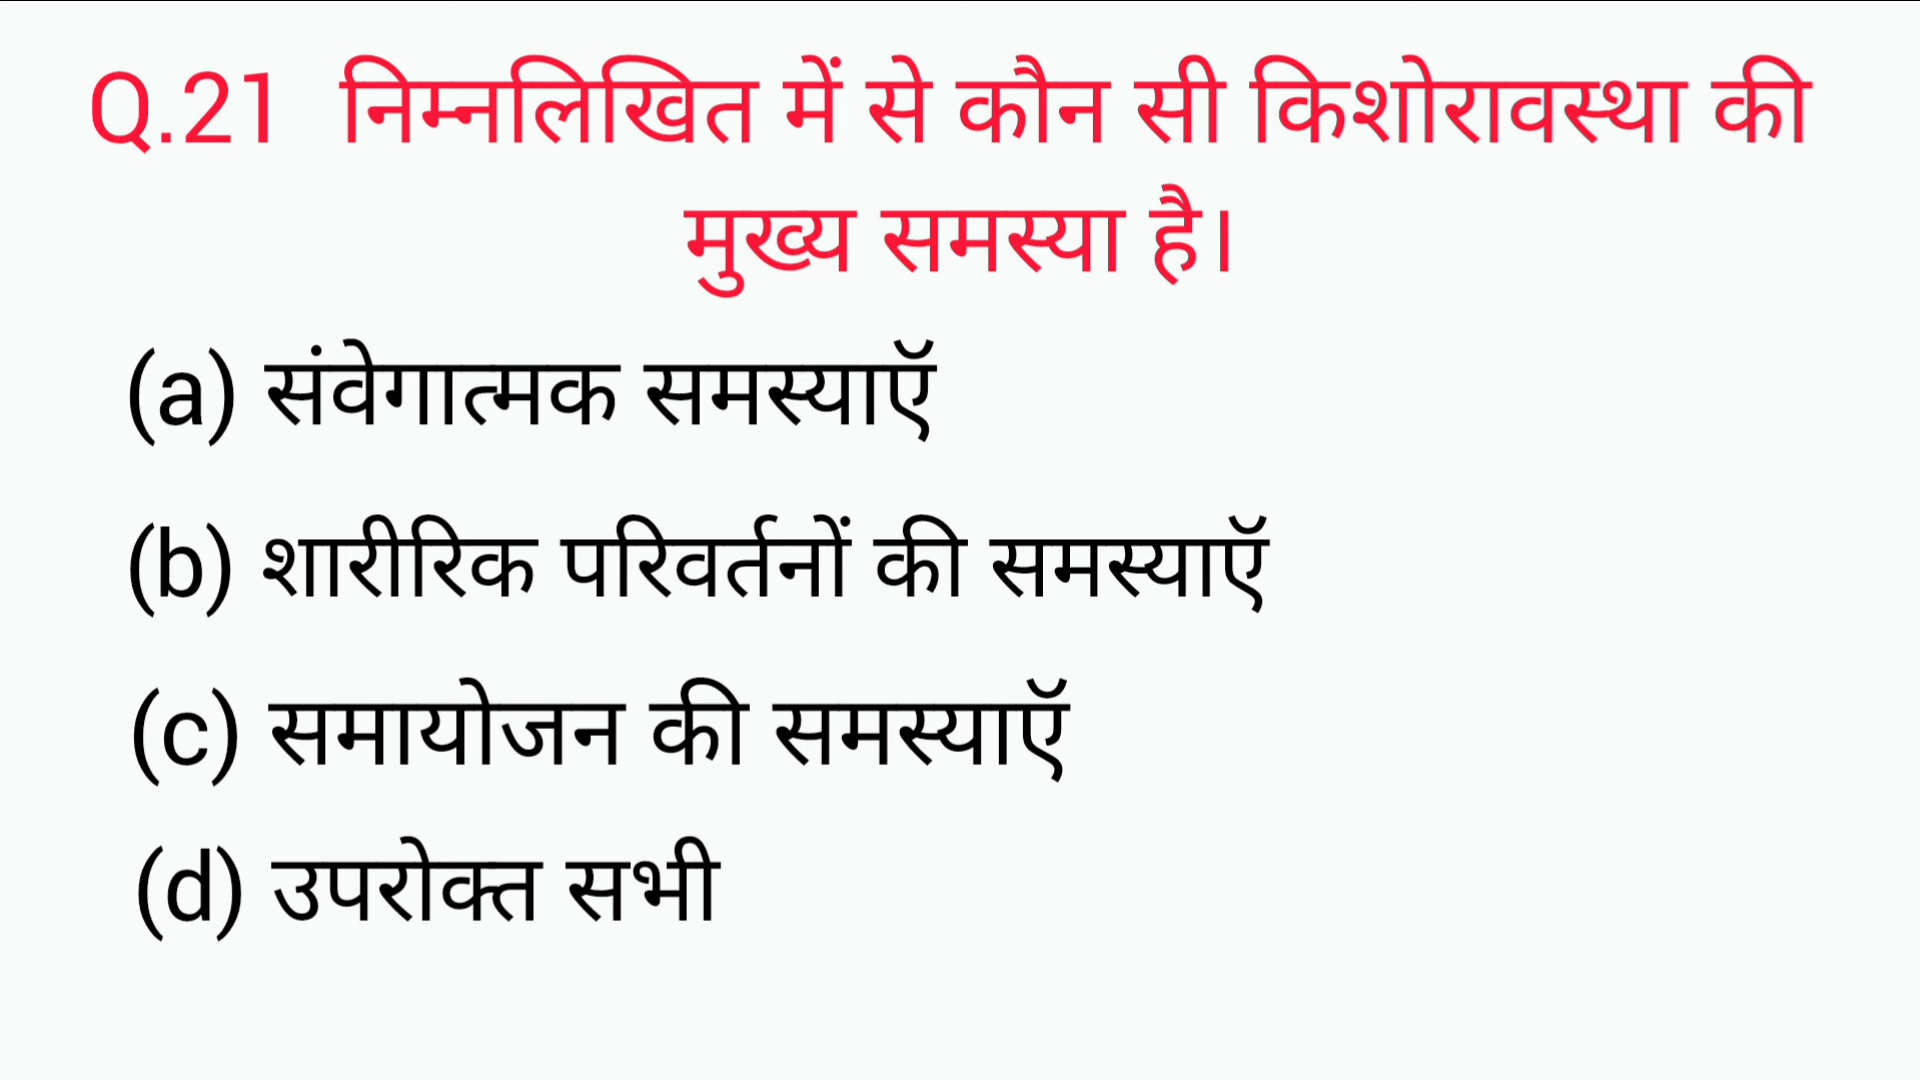 Q.21 निम्नलिखित में से कौन सी किशोरावस्था की
मुख्य समस्या है।
(a) संवेगात्मक समस्याऍ
(b) शारीरिक परिवर्तनों की समस्याऍ
(c) समायोजन की समस्याऍ
(d) उपरोक्त सभी